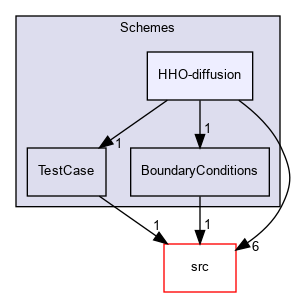 Schemes
HHO-diffusion
1
1
TestCase
BoundaryConditions
1
1
6
src